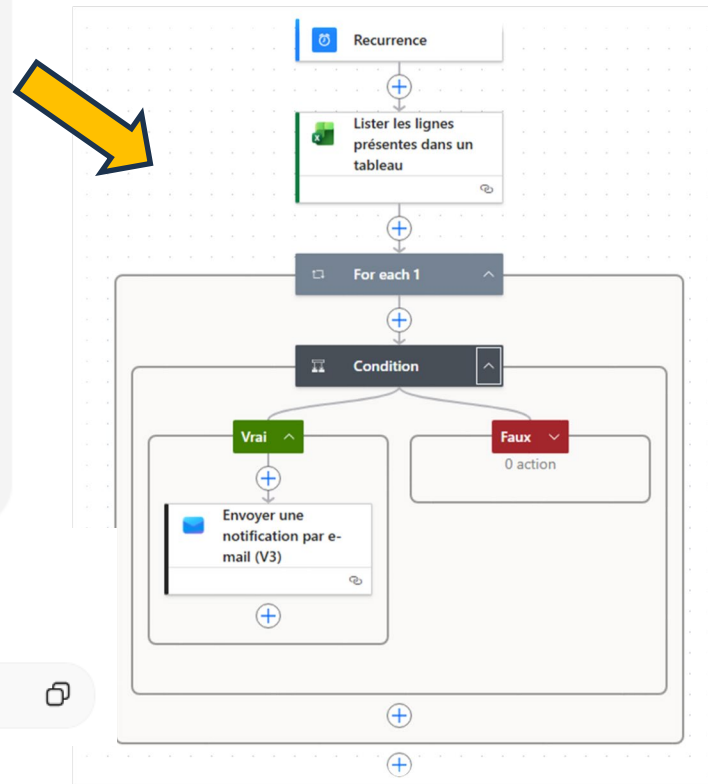 Recurrence
Lister les lignes
présentes dans un
tableau
For each 1
Condition
Vrai
Faux
0 action
Envoyer une
notification par e-
mail (V3)